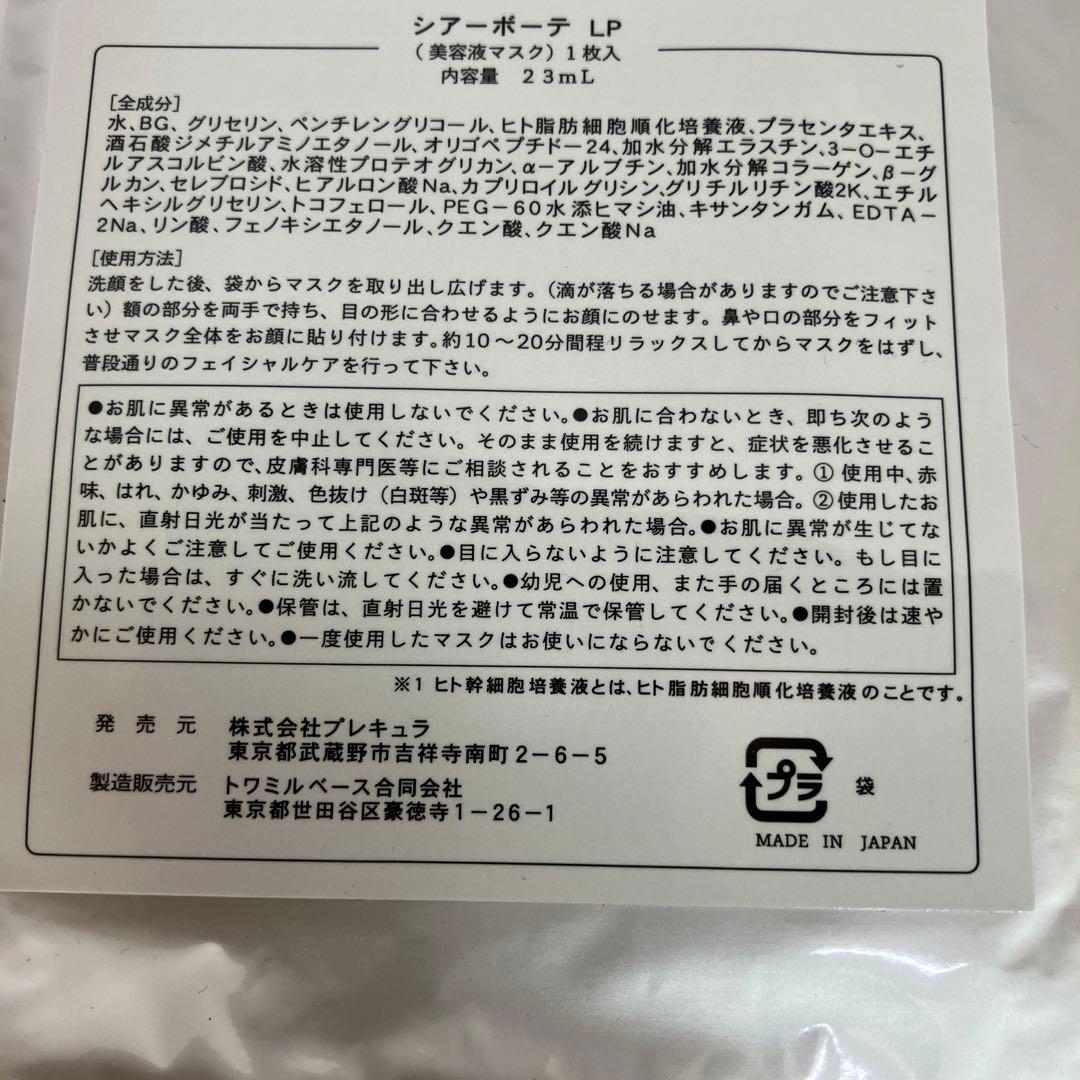 シアーボーテ LP
(美容液マスク)1枚入
内容量 23mL
[全成分]
水、BG、グリセリン、ペンチレングリコール、ヒト脂肪細胞順化培養液、プラセンタエキス、
酒石酸ジメチルアミノエタノール、オリゴペプチドー24、加水分解エラスチン、3-O-エチ
ルアスコルビン酸、水溶性プロテオグリカン、α-アルブチン、加水分解コラーゲン、β-グ
ルカン、セレブロシド、ヒアルロン酸Na、カプリロイルグリシン、グリチルリチン酸2K、エチル
ヘキシルグリセリン、トコフェロール、PEG-60水添ヒマシ油、キサンタンガム、EDTA-
2Na、リン酸、フェノキシエタノール、クエン酸、クエン酸Na
[使用方法]
洗顔をした後、袋からマスクを取り出し広げます。(滴が落ちる場合がありますのでご注意下さ
い)額の部分を両手で持ち、目の形に合わせるようにお顔にのせます。鼻や口の部分をフィット
させマスク全体をお顔に貼り付けます。約10~20分間程リラックスしてからマスクをはずし、
普段通りのフェイシャルケアを行って下さい。
●お肌に異常があるときは使用しないでください。●お肌に合わないとき、即ち次のよう
な場合には、ご使用を中止してください。そのまま使用を続けますと、症状を悪化させるこ
とがありますので、皮膚科専門医等にご相談されることをおすすめします。①使用中、赤
味、はれ、かゆみ、刺激、色抜け(白斑等)や黒ずみ等の異常があらわれた場合。②使用したお
肌に、直射日光が当たって上記のような異常があらわれた場合。●お肌に異常が生じてな
いかよくご注意してご使用ください。●目に入らないように注意してください。もし目に
入った場合は、すぐに洗い流してください。●幼児への使用、また手の届くところには置
かないでください。●保管は、直射日光を避けて常温で保管してください。●開封後は速や
かにご使用ください。●一度使用したマスクはお使いにならないでください。
※1 ヒト幹細胞培養液とは、ヒト脂肪細胞順化培養液のことです。
発売元 株式会社プレキュラ
東京都武蔵野市吉祥寺南町2-6-5
製造販売元 トワミルベース合同会社
東京都世田谷区豪徳寺1-26-1
プラ 袋
MADE IN JAPAN